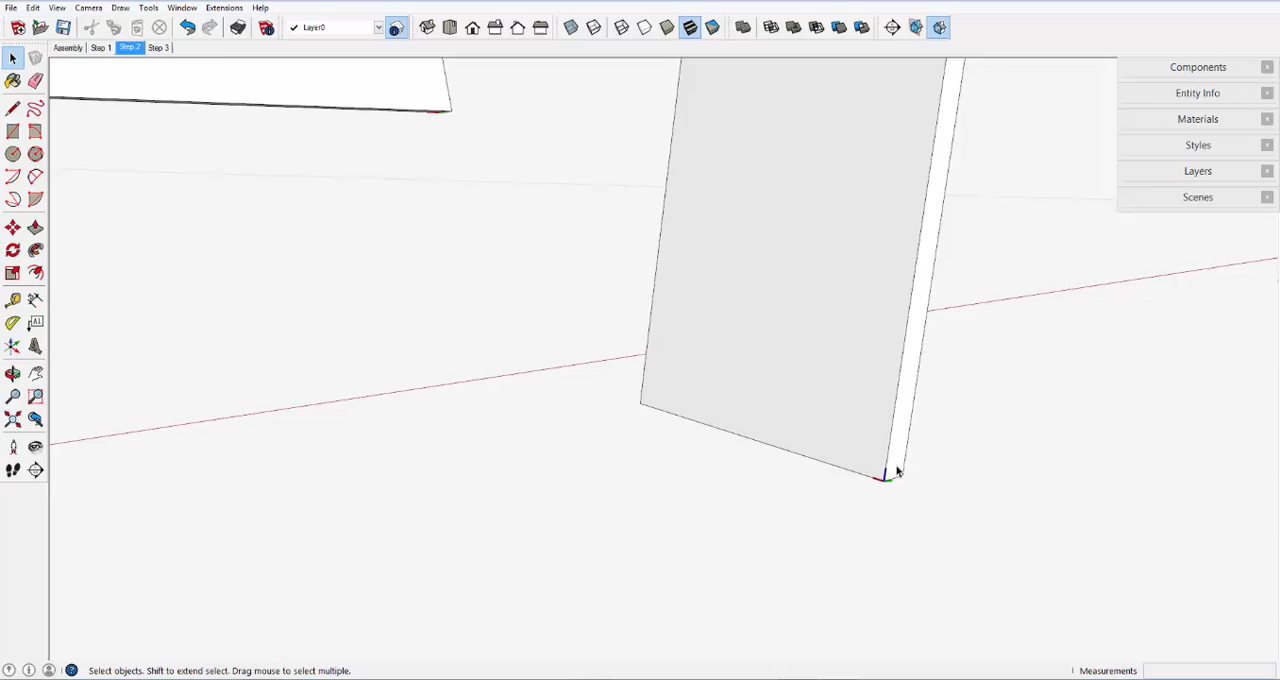 File Edit View Camera Draw Tools Window Extensions Help
Layer0
Assembly Step 1 Step 2 Step 3
Components
Entity Info
Materials
Styles
Layers
Scenes
A1
Select objects. Shift to extend select. Drag mouse to select multiple.
Measurements